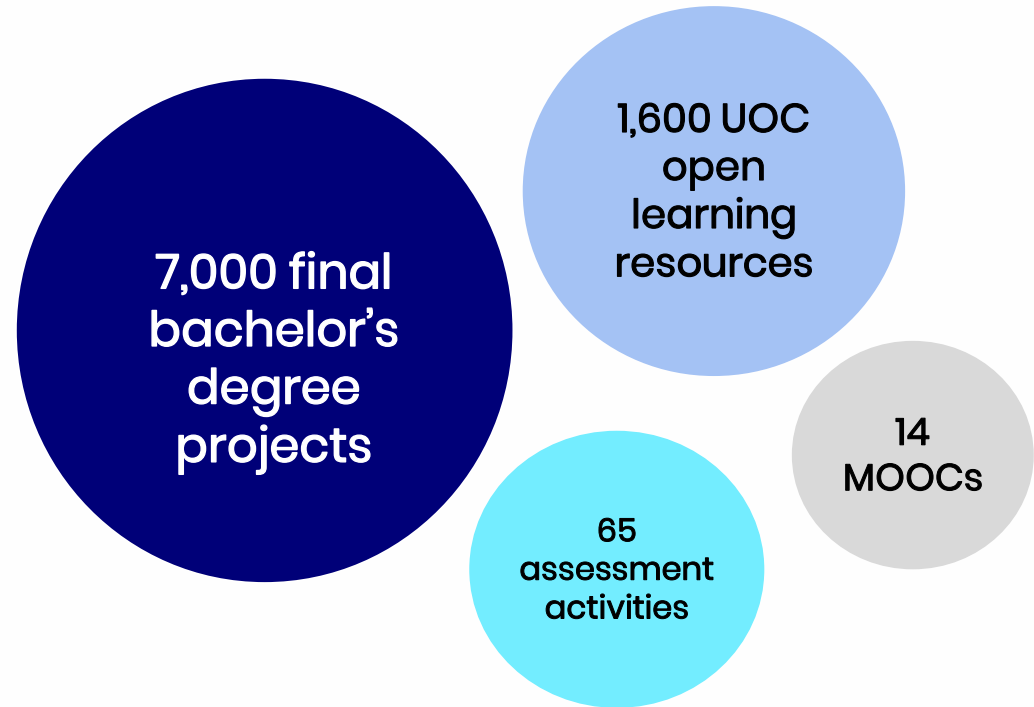 7,000 final
bachelor’s
degree
projects
1,600 UOC
open
learning
resources
14
MOOCs
65
assessment
activities